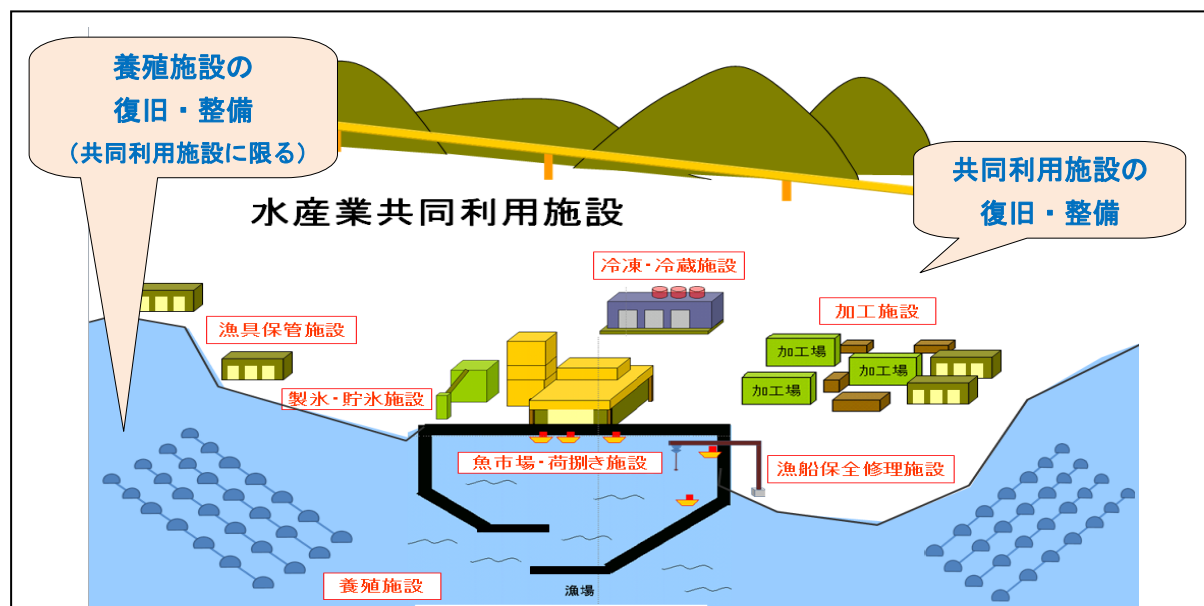 養殖施設の
復旧・整備
（共同利用施設に限る）
共同利用施設の
復旧・整備
水産業共同利用施設
冷凍・冷蔵施設
加工施設
漁具保管施設
加工場
加工場
加工場
製氷・貯氷施設
魚市場・荷捌き施設
漁船保全修理施設
養殖施設
漁場